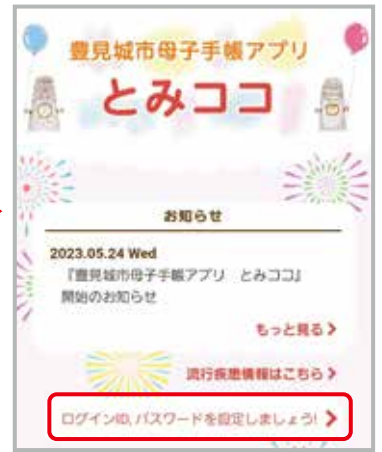 豊見城市母子手帳アプリ
とみココ
お知らせ
2023.05.24 Wed
『豊見城市母子手帳アプリ とみココ』
開始のお知らせ
もっと見る
流行疾患情報はこちら
ログインID,パスワードを設定しましょう!